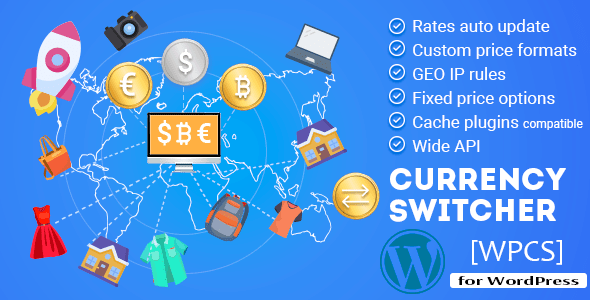 Rates auto update
Custom price formats
GEO IP rules
Fixed price options
Cache plugins compatible
Wide API
€
$
₿
$ ₿ €
CURRENCY
SWITCHER
W
[WPCS]
for WordPress